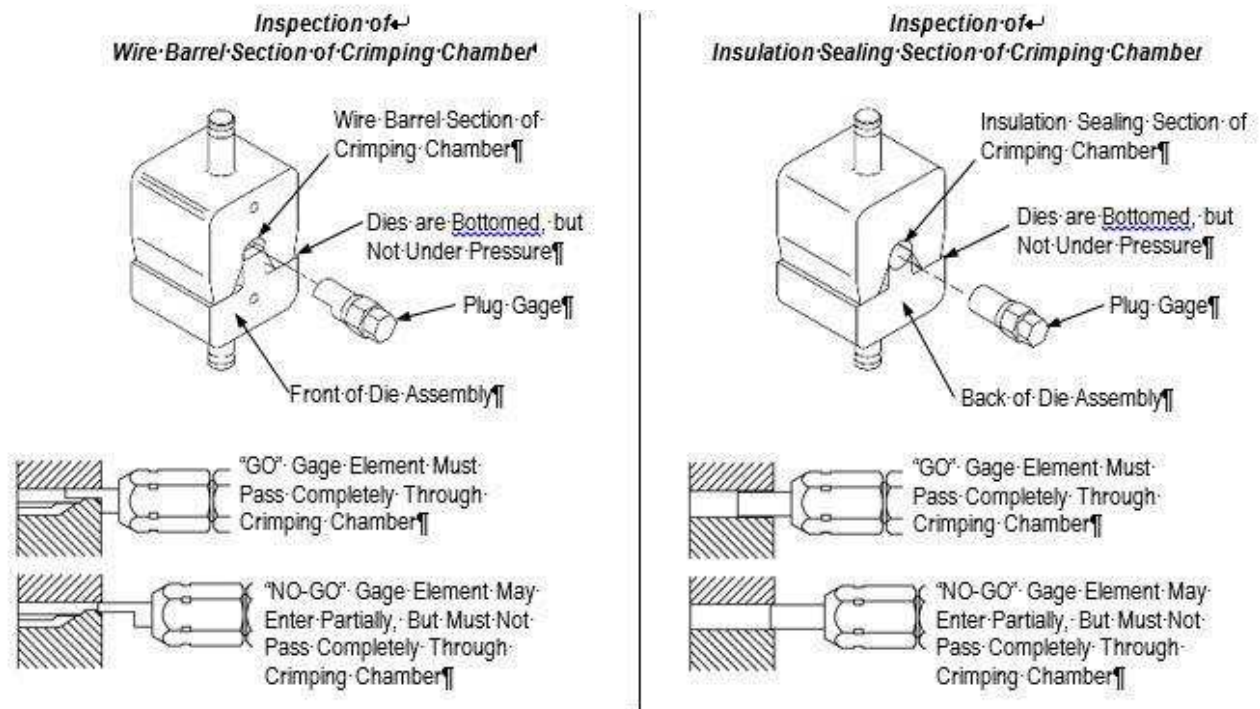 Inspection·of↵
Wire·Barrel·Section·of·Crimping·Chamber¶
Wire·Barrel·Section·of·
Crimping·Chamber¶
Dies·are·Bottomed,·but·
Not·Under·Pressure¶
Plug·Gage¶
Front·of·Die·Assembly¶
"GO"·Gage·Element·Must·
Pass·Completely·Through·
Crimping·Chamber¶
"NO-GO"·Gage·Element·May·
Enter·Partially,·But·Must·Not·
Pass·Completely·Through·
Crimping·Chamber¶
Inspection·of↵
Insulation·Sealing·Section·of·Crimping·Chamber
Insulation·Sealing·Section·of·
Crimping·Chamber¶
Dies·are·Bottomed,·but·
Not·Under·Pressure¶
Plug·Gage¶
Back·of·Die·Assembly¶
"GO"·Gage·Element·Must·
Pass·Completely·Through·
Crimping·Chamber¶
"NO-GO"·Gage·Element·May·
Enter·Partially,·But·Must·Not·
Pass·Completely·Through·
Crimping·Chamber¶